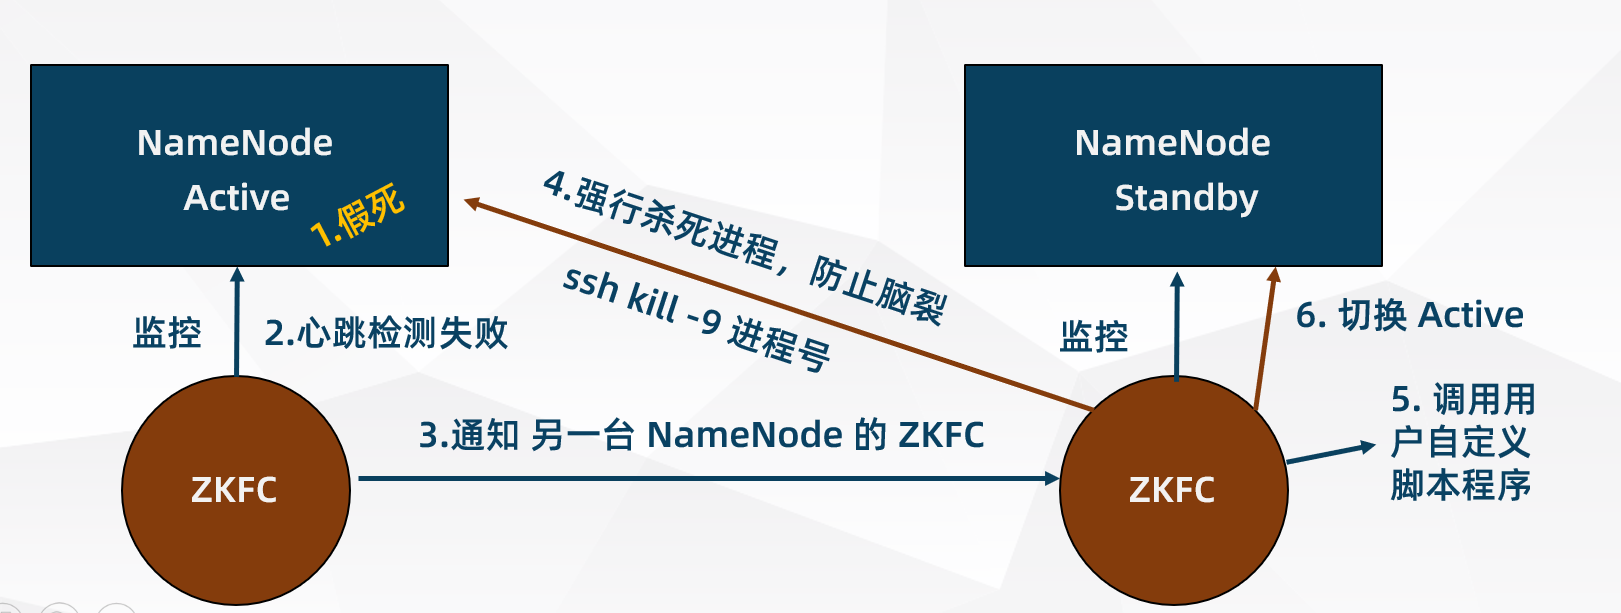 NameNode
Active
1.假死
NameNode
Standby
4.强行杀死进程，防止脑裂
ssh kill -9 进程号
监控
2.心跳检测失败
监控
6. 切换 Active
3.通知 另一台 NameNode 的 ZKFC
5. 调用用
户自定义
脚本程序
ZKFC
ZKFC